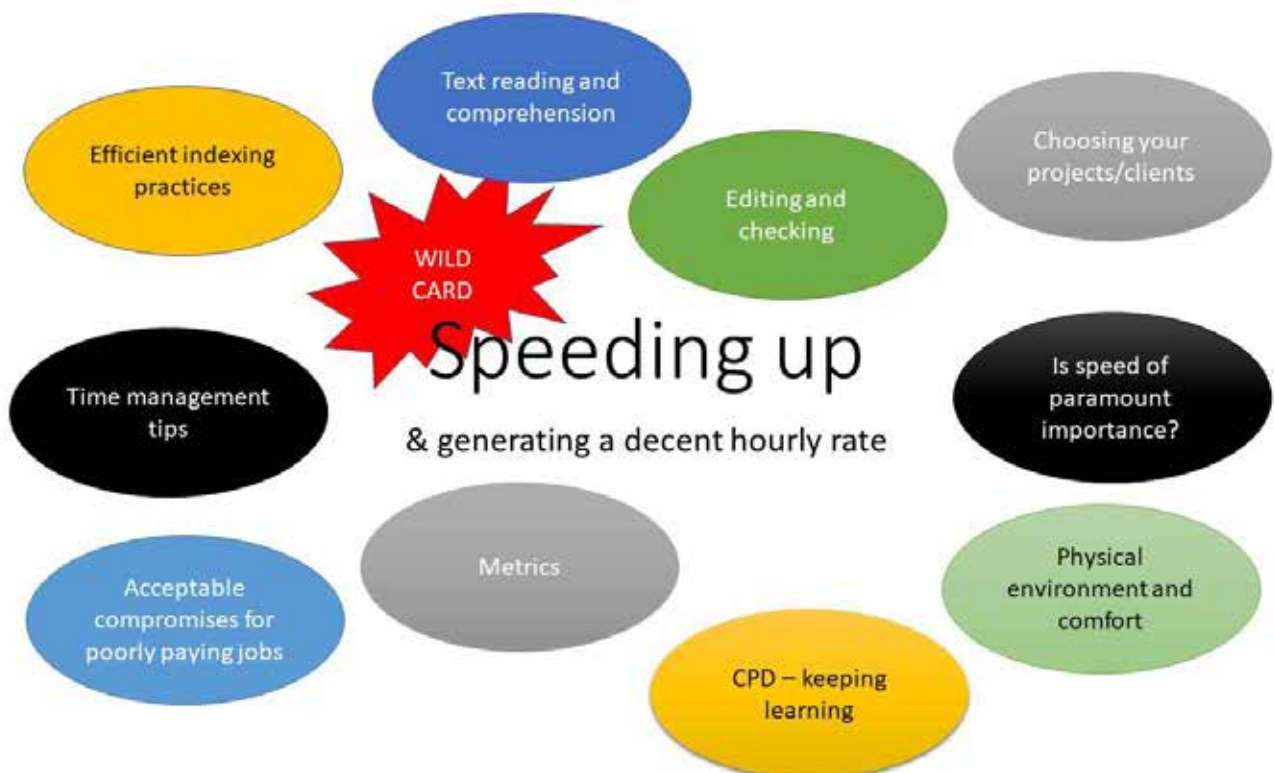 Text reading and
comprehension
Efficient indexing
practices
Choosing your
projects/clients
Editing and
checking
WILD
CARD
Speeding up
& generating a decent hourly rate
Time management
tips
Is speed of
paramount
importance?
Metrics
Physical
environment and
comfort
Acceptable
compromises for
poorly paying jobs
CPD – keeping
learning